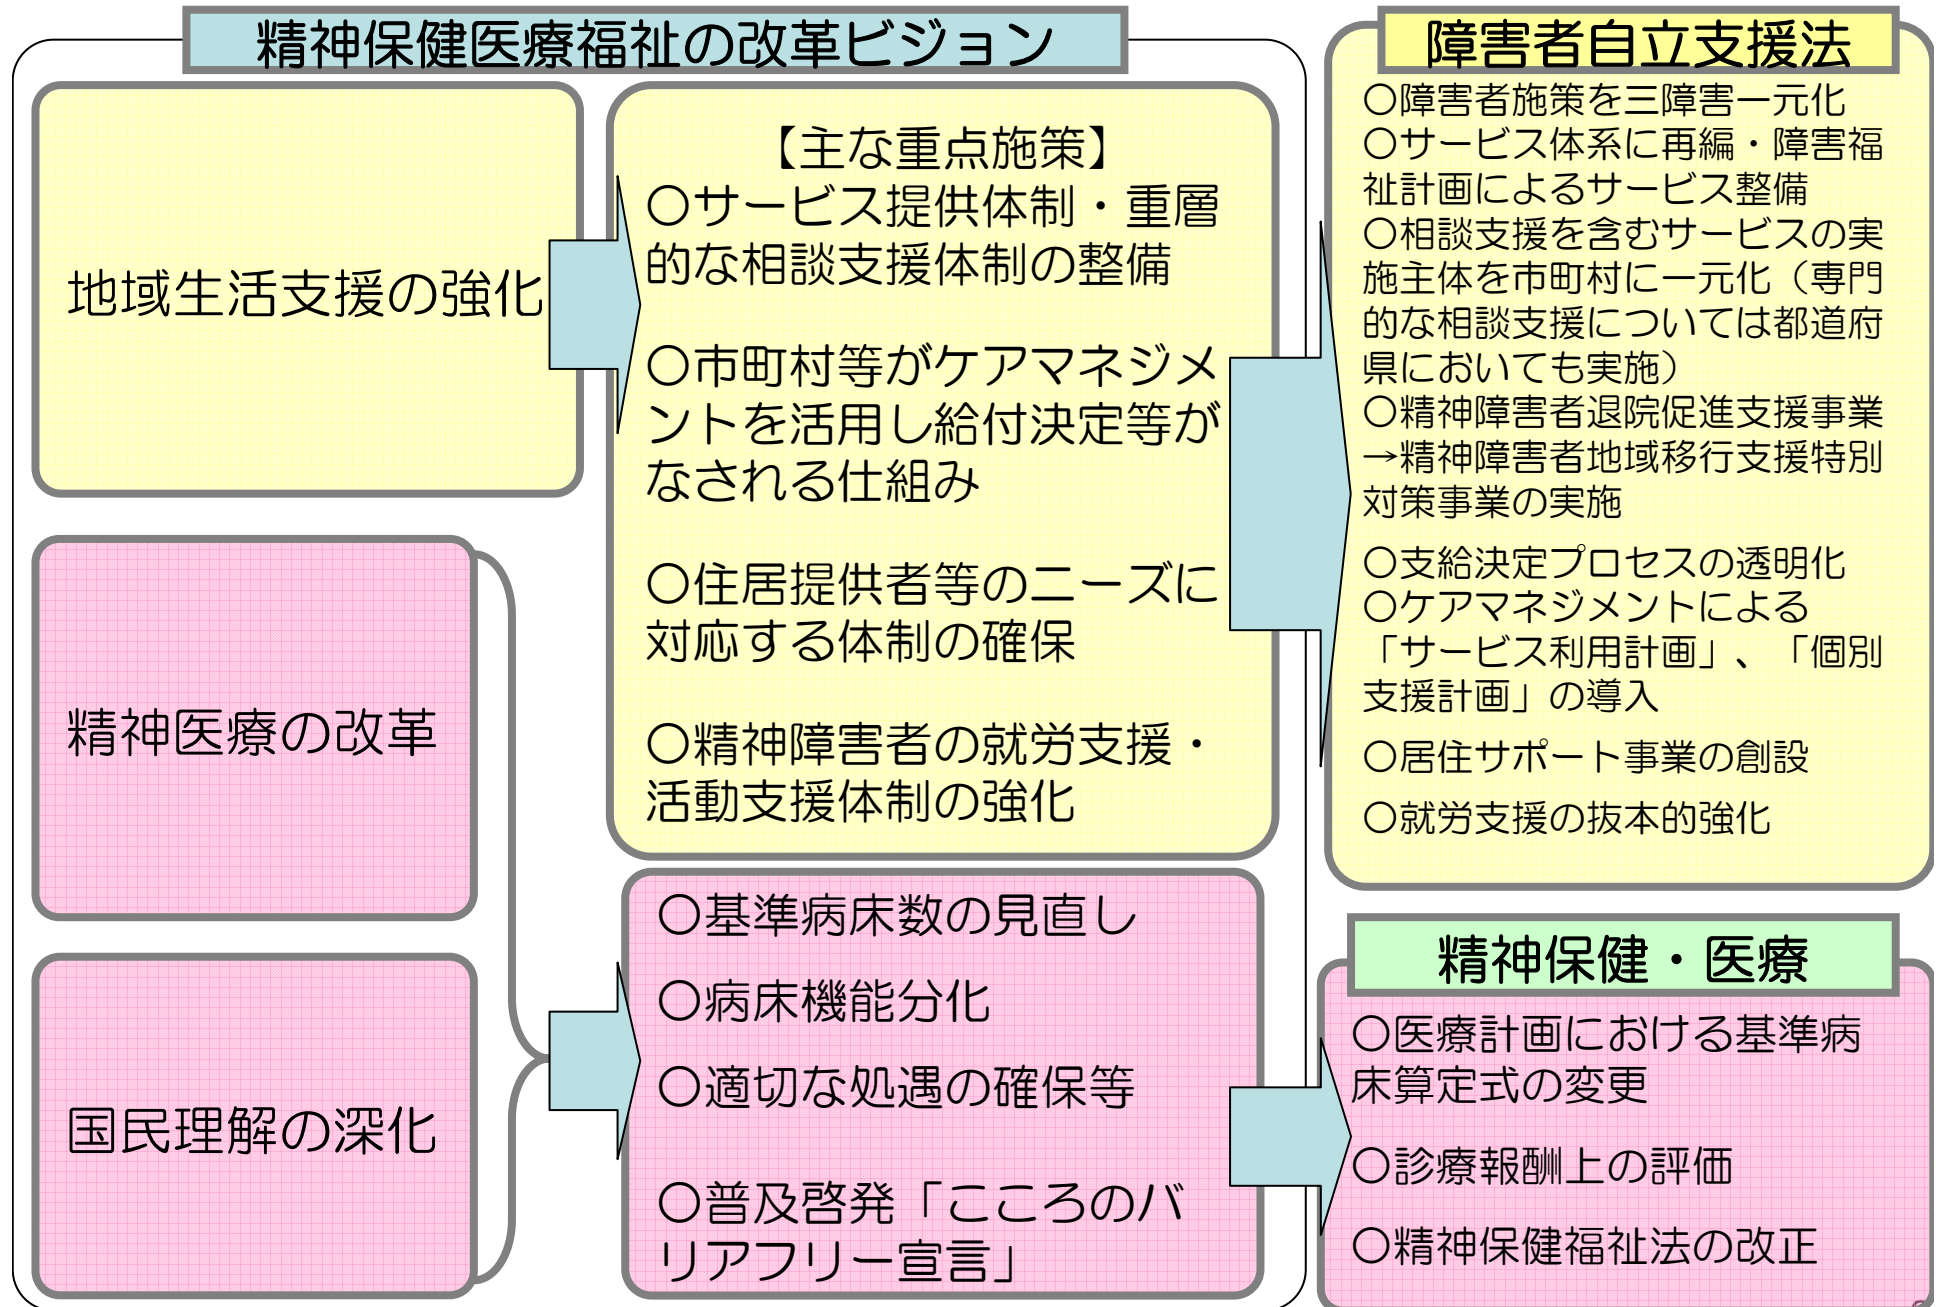 精神保健医療福祉の改革ビジョン
地域生活支援の強化
精神医療の改革
国民理解の深化
【主な重点施策】
○サービス提供体制・重層
的な相談支援体制の整備
○市町村等がケアマネジメ
ントを活用し給付決定等が
なされる仕組み
○住居提供者等のニーズに
対応する体制の確保
○精神障害者の就労支援・
活動支援体制の強化
○基準病床数の見直し
○病床機能分化
○適切な処遇の確保等
○普及啓発「こころのバ
リアフリー宣言」
障害者自立支援法
○障害者施策を三障害一元化
○サービス体系に再編・障害福
祉計画によるサービス整備
○相談支援を含むサービスの実
施主体を市町村に一元化（専門
的な相談支援については都道府
県においても実施）
○精神障害者退院促進支援事業
→精神障害者地域移行支援特別
対策事業の実施
○支給決定プロセスの透明化
○ケアマネジメントによる
「サービス利用計画」、「個別
支援計画」の導入
○居住サポート事業の創設
○就労支援の抜本的強化
精神保健・医療
○医療計画における基準病
床算定式の変更
○診療報酬上の評価
○精神保健福祉法の改正